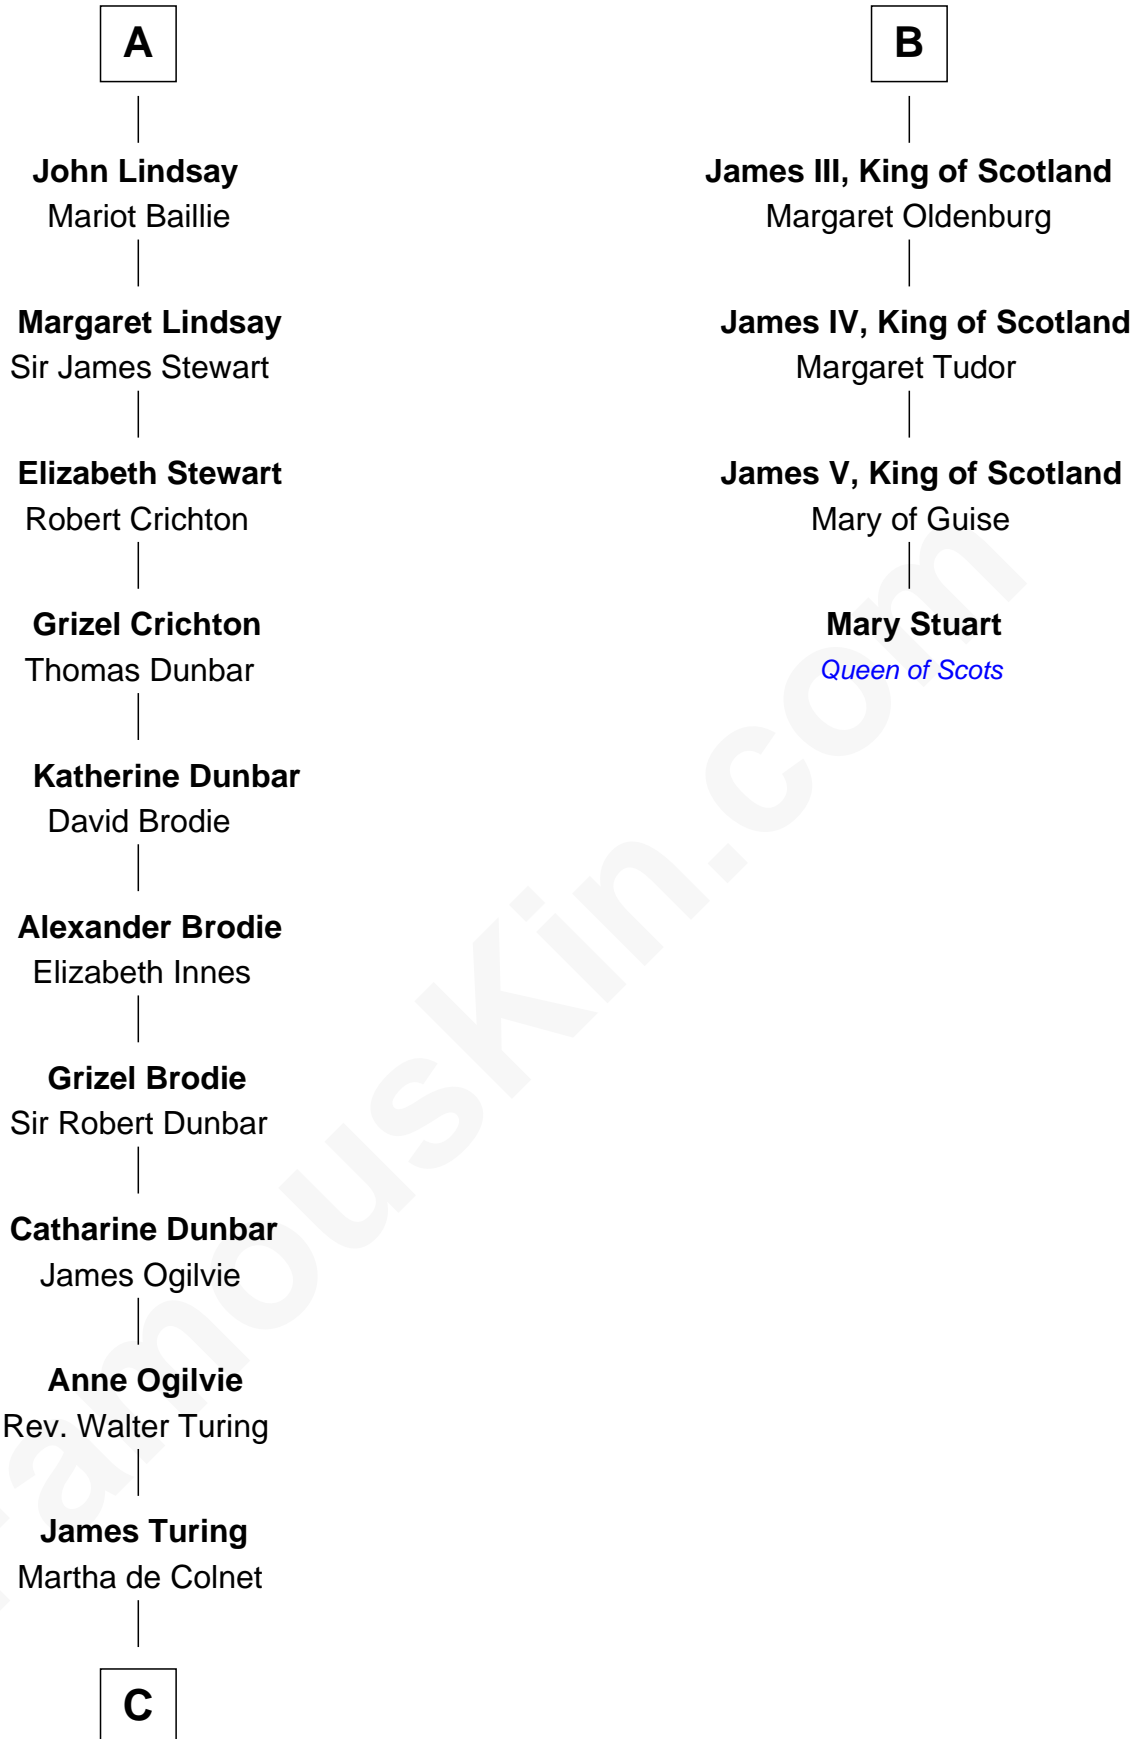 A
John Lindsay
Mariot Baillie
Margaret Lindsay
Sir James Stewart
Elizabeth Stewart
Robert Crichton
Grizel Crichton
Thomas Dunbar
Katherine Dunbar
David Brodie
Alexander Brodie
Elizabeth Innes
Grizel Brodie
Sir Robert Dunbar
Catharine Dunbar
James Ogilvie
Anne Ogilvie
Rev. Walter Turing
James Turing
Martha de Colnet
C
B
James III, King of Scotland
Margaret Oldenburg
James IV, King of Scotland
Margaret Tudor
James V, King of Scotland
Mary of Guise
Mary Stuart
Queen of Scots
FamousKin.com